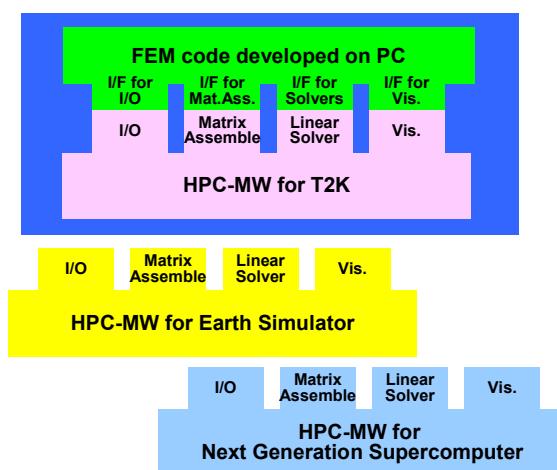 FEM code developed on PC
I/F for I/F for I/F for I/F for
I/O Mat.Ass. Solvers Vis.
I/O Matrix Linear Vis.
Assemble Solver
HPC-MW for T2K
I/O Matrix Linear Vis.
Assemble Solver
HPC-MW for Earth Simulator
I/O Matrix Linear Vis.
Assemble Solver
HPC-MW for
Next Generation Supercomputer